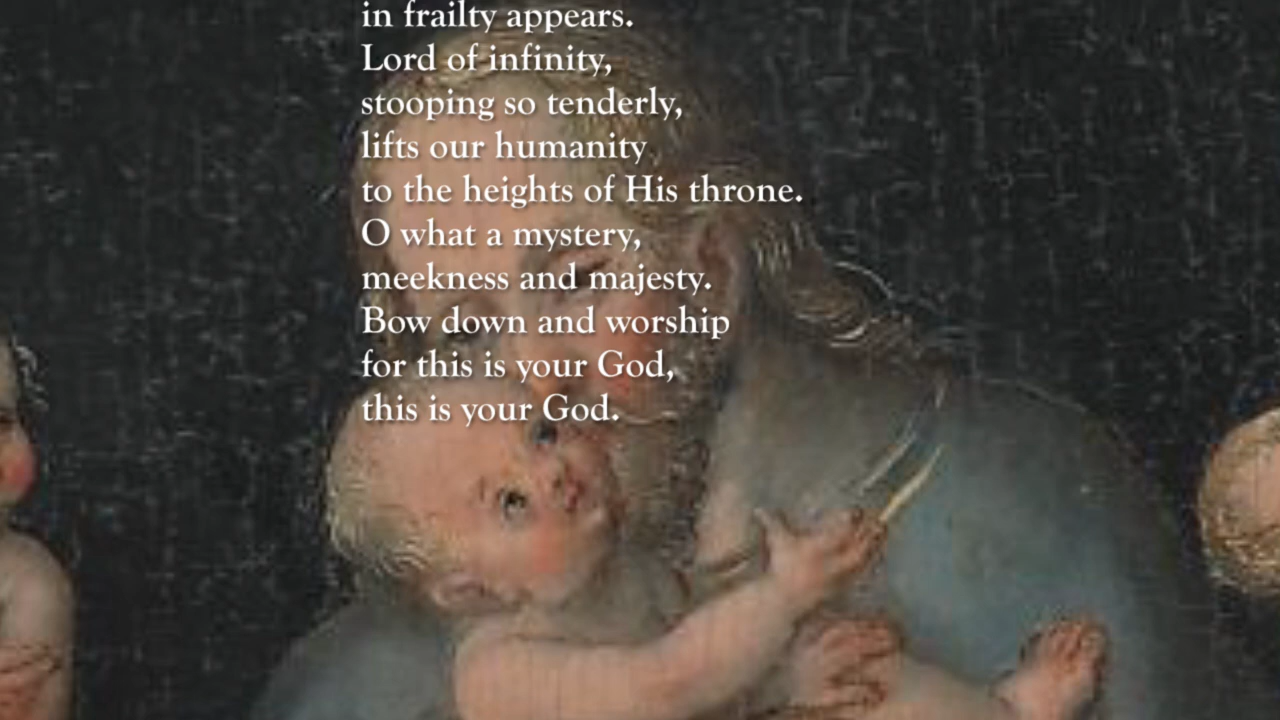 in frailty appears.
Lord of infinity,
stooping so tenderly,
lifts our humanity
to the heights of His throne.
O what a mystery,
meekness and majesty.
Bow down and worship
for this is your God,
this is your God.